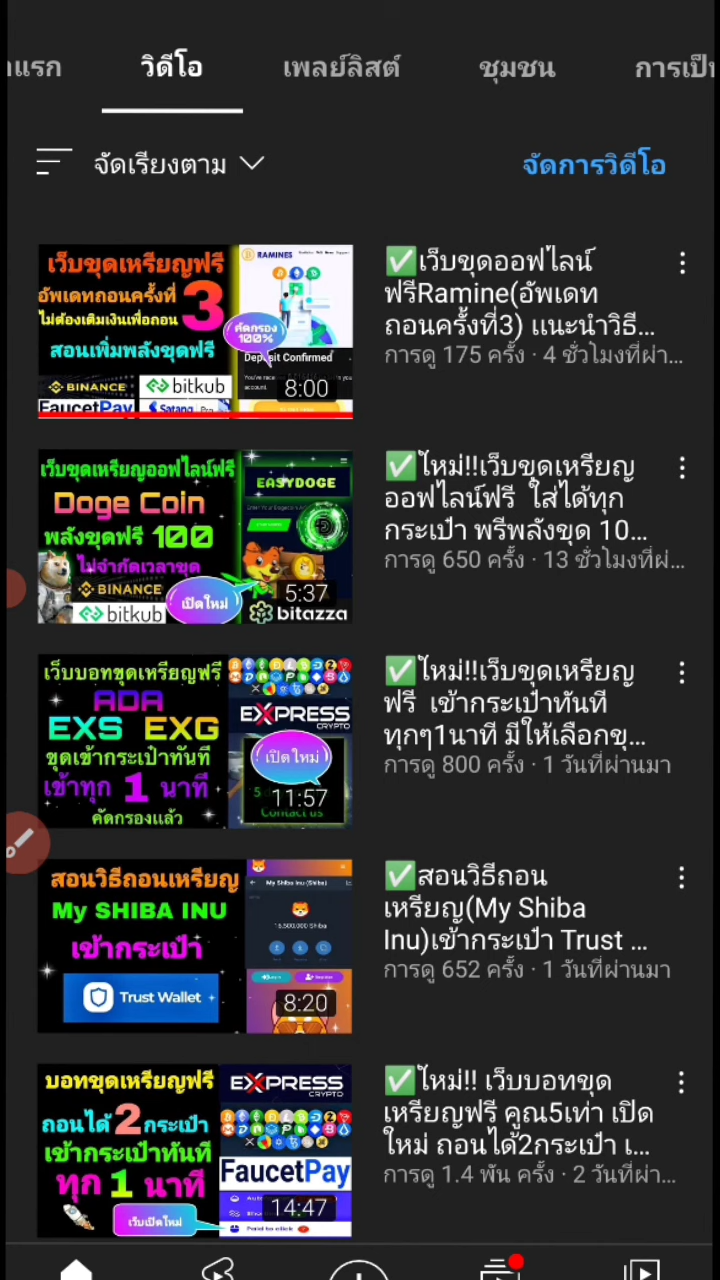 วิดีโอ
เพลย์ลิสต์
ชุมชน
จัดเรียงตาม
จัดการวิดีโอ
เว็บขุดเหรียญฟรี
อัพเดทถอนครั้งที่ 3
ไม่ต้องเติมเงินเพื่อถอน
สอนเพิ่มพลังขุดฟรี
BINANCE
bitkub
FaucetPay
Satang Pro
RAMINES
คัดกรอง
100%
Deposit Confirmed
8:00
✅เว็บขุดออฟไลน์
ฟรีRamine(อัพเดท
ถอนครั้งที่3) แนะนำวิธี...
การดู 175 ครั้ง · 4 ชั่วโมงที่ผ่า...
เว็บขุดเหรียญออฟไลน์ฟรี
Doge Coin
พลังขุดฟรี 100
ไม่จำกัดเวลาขุด
BINANCE
bitkub
เปิดใหม่
EASYDOGE
5:37
bitazza
✅ใหม่!!เว็บขุดเหรียญ
ออฟไลน์ฟรี ใส่ได้ทุก
กระเป๋า พรีพลังขุด 10...
การดู 650 ครั้ง · 13 ชั่วโมงที่ผ่...
เว็บบอทขุดเหรียญฟรี
ADA
EXS EXG
ขุดเข้ากระเป๋าทันที
เข้าทุก 1 นาที
คัดกรองแล้ว
EXPRESS
CRYPTO
เปิดใหม่
11:57
Contact us
✅ใหม่!!เว็บขุดเหรียญ
ฟรี เข้ากระเป๋าทันที
ทุกๆ1นาที มีให้เลือกขุ...
การดู 800 ครั้ง · 1 วันที่ผ่านมา
สอนวิธีถอนเหรียญ
My SHIBA INU
เข้ากระเป๋า
Trust Wallet
My Shiba Inu (Shiba)
16,500,000 Shiba
8:20
✅สอนวิธีถอน
เหรียญ(My Shiba
Inu)เข้ากระเป๋า Trust ...
การดู 652 ครั้ง · 1 วันที่ผ่านมา
บอทขุดเหรียญฟรี
ถอนได้ 2 กระเป๋า
เข้ากระเป๋าทันที
ทุก 1 นาที
เว็บเปิดใหม่
EXPRESS
CRYPTO
FaucetPay
14:47
Paid to click
✅ใหม่!! เว็บบอทขุด
เหรียญฟรี คูณ5เท่า เปิด
ใหม่ ถอนได้2กระเป๋า เ...
การดู 1.4 พัน ครั้ง · 2 วันที่ผ่า...